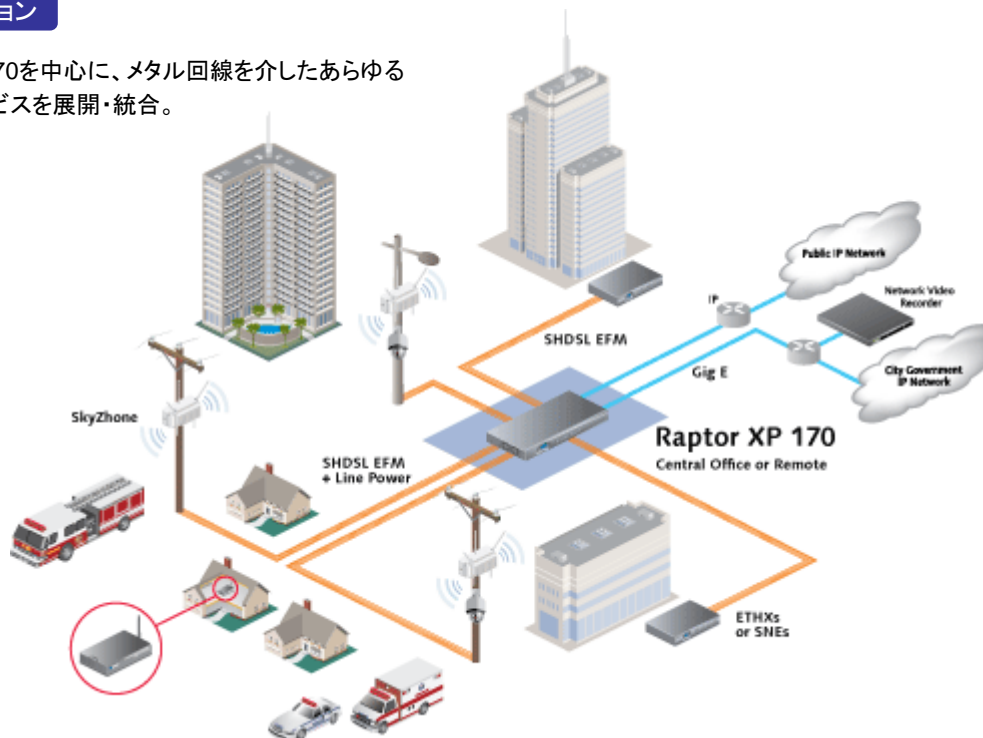 ョン
70を中心に、メタル回線を介したあらゆる
ビスを展開・統合。
Public IP Network
Network Video
Recorder
IP
SHDSL EFM
Gig E
City Government
IP Network
SkyZhone
Raptor XP 170
Central Office or Remote
SHDSL EFM
+ Line Power
ETHXs
or SNEs